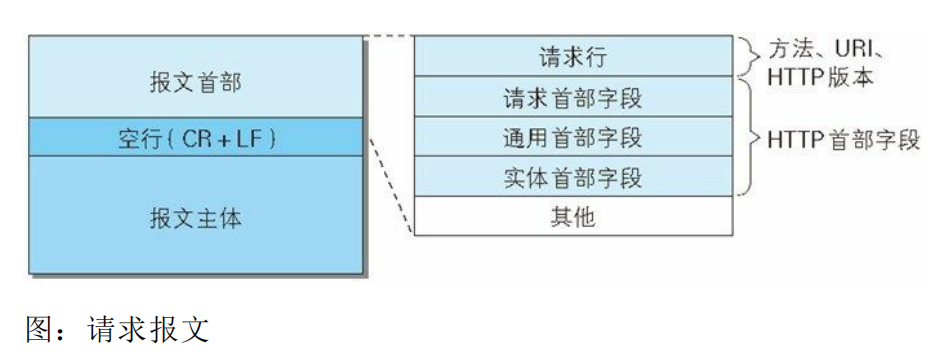 报文首部
空行(CR+LF)
报文主体
请求行
请求首部字段
通用首部字段
实体首部字段
其他
方法、URI、
HTTP版本
HTTP首部字段
图：请求报文